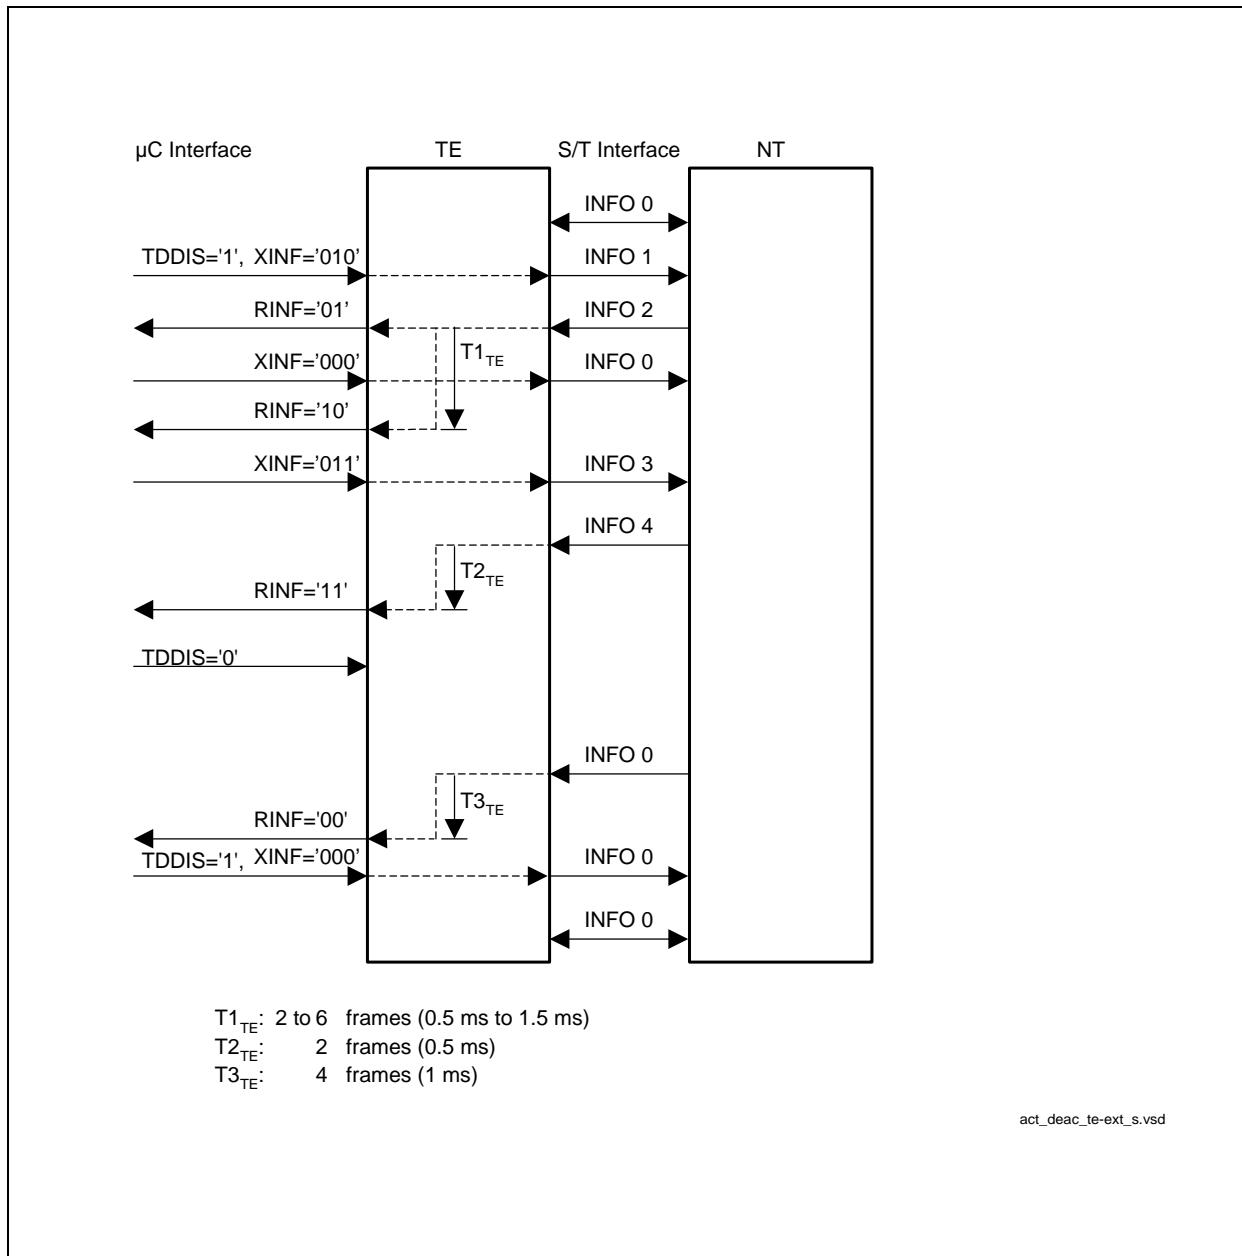 µC Interface TE S/T Interface NT
INFO 0
TDDIS='1', XINF=’010’ INFO 1
RINF='01' INFO 2
T1TE
XINF=’000’ INFO 0
RINF='10'
XINF=’011’ INFO 3
INFO 4
T2TE
RINF='11'
TDDIS='0'
INFO 0
T3TE
RINF='00'
TDDIS='1', XINF=’000’ INFO 0
INFO 0
T1TE: 2 to 6 frames (0.5 ms to 1.5 ms)
T2TE: 2 frames (0.5 ms)
T3TE: 4 frames (1 ms)
act_deac_te-ext_s.vsd